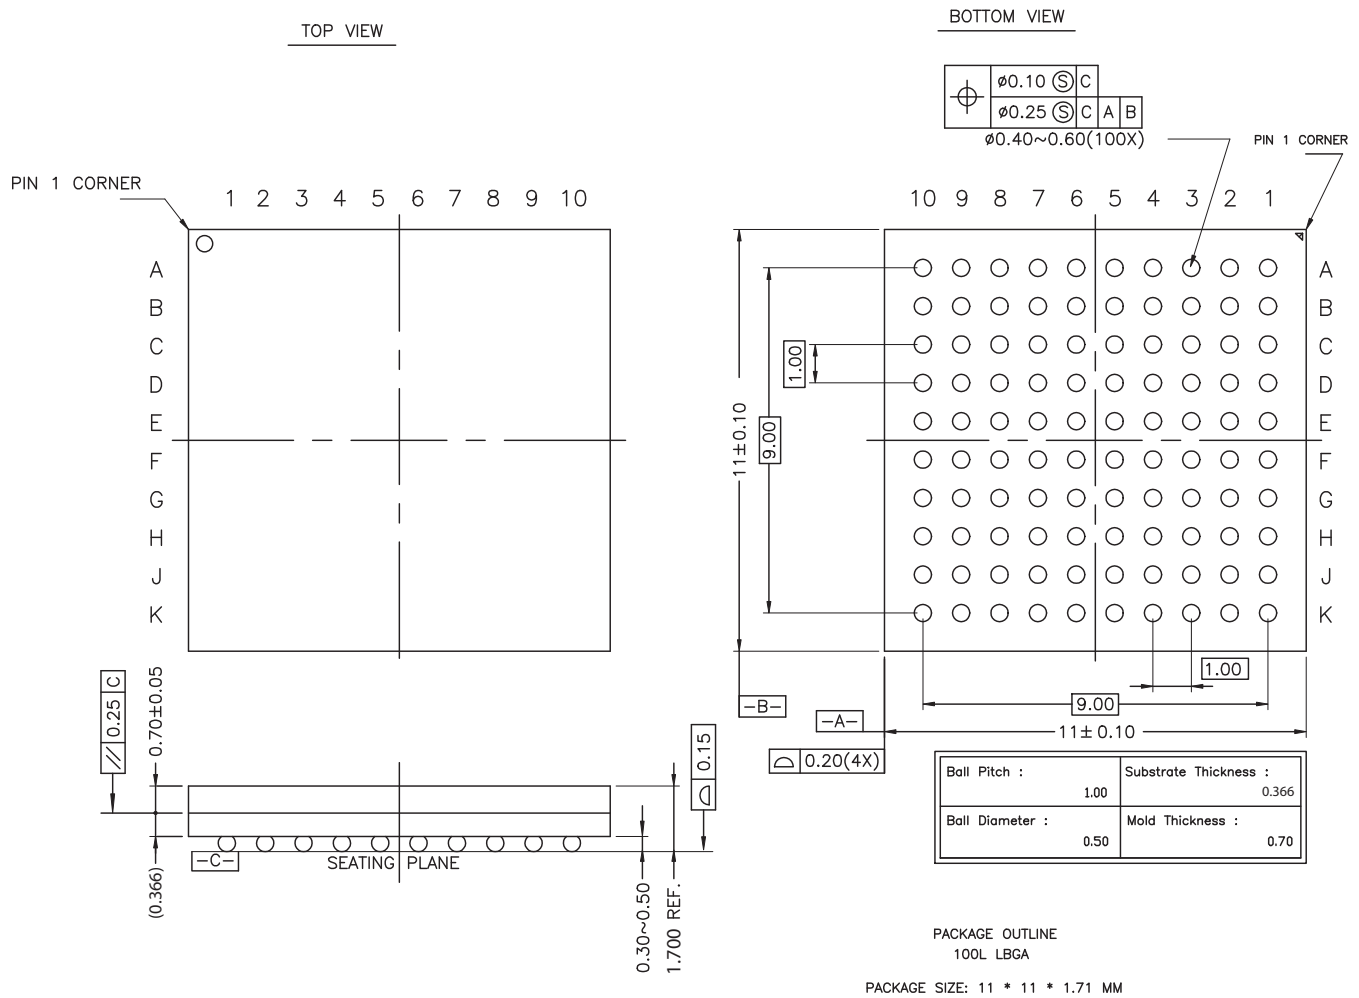 TOP VIEW
BOTTOM VIEW
⌀0.10 Ⓢ C
⌀0.25 Ⓢ C A B
⌀0.40~0.60(100X)
PIN 1 CORNER
PIN 1 CORNER
1 2 3 4 5 6 7 8 9 10
10 9 8 7 6 5 4 3 2 1
A
B
C
D
E
F
G
H
J
K
A
B
C
D
E
F
G
H
J
K
1.00
9.00
11±0.10
1.00
9.00
11±0.10
-B-
-A-
0.20(4X)
// 0.25 C
0.70±0.05
(0.366)
-C-
SEATING PLANE
0.15
0.30~0.50
1.700 REF.
Ball Pitch : 1.00
Substrate Thickness : 0.366
Ball Diameter : 0.50
Mold Thickness : 0.70
PACKAGE OUTLINE
100L LBGA
PACKAGE SIZE: 11 * 11 * 1.71 MM